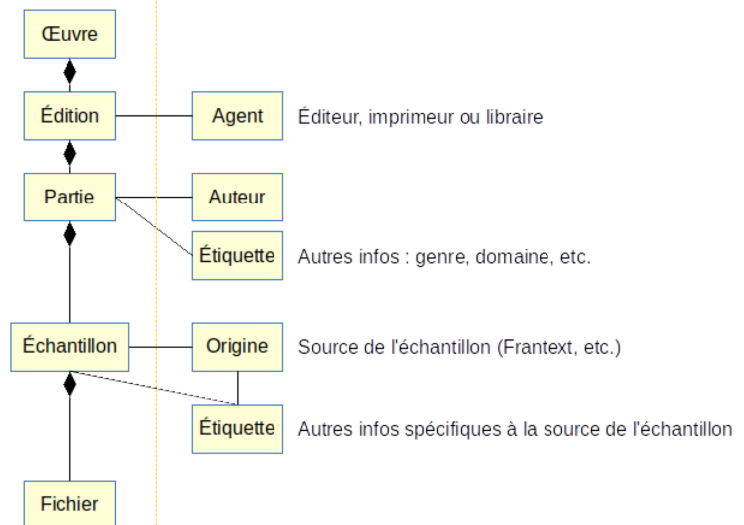 Œuvre
Édition
Agent
Éditeur, imprimeur ou libraire
Partie
Auteur
Étiquette
Autres infos : genre, domaine, etc.
Échantillon
Origine
Source de l'échantillon (Frantext, etc.)
Étiquette
Autres infos spécifiques à la source de l'échantillon
Fichier